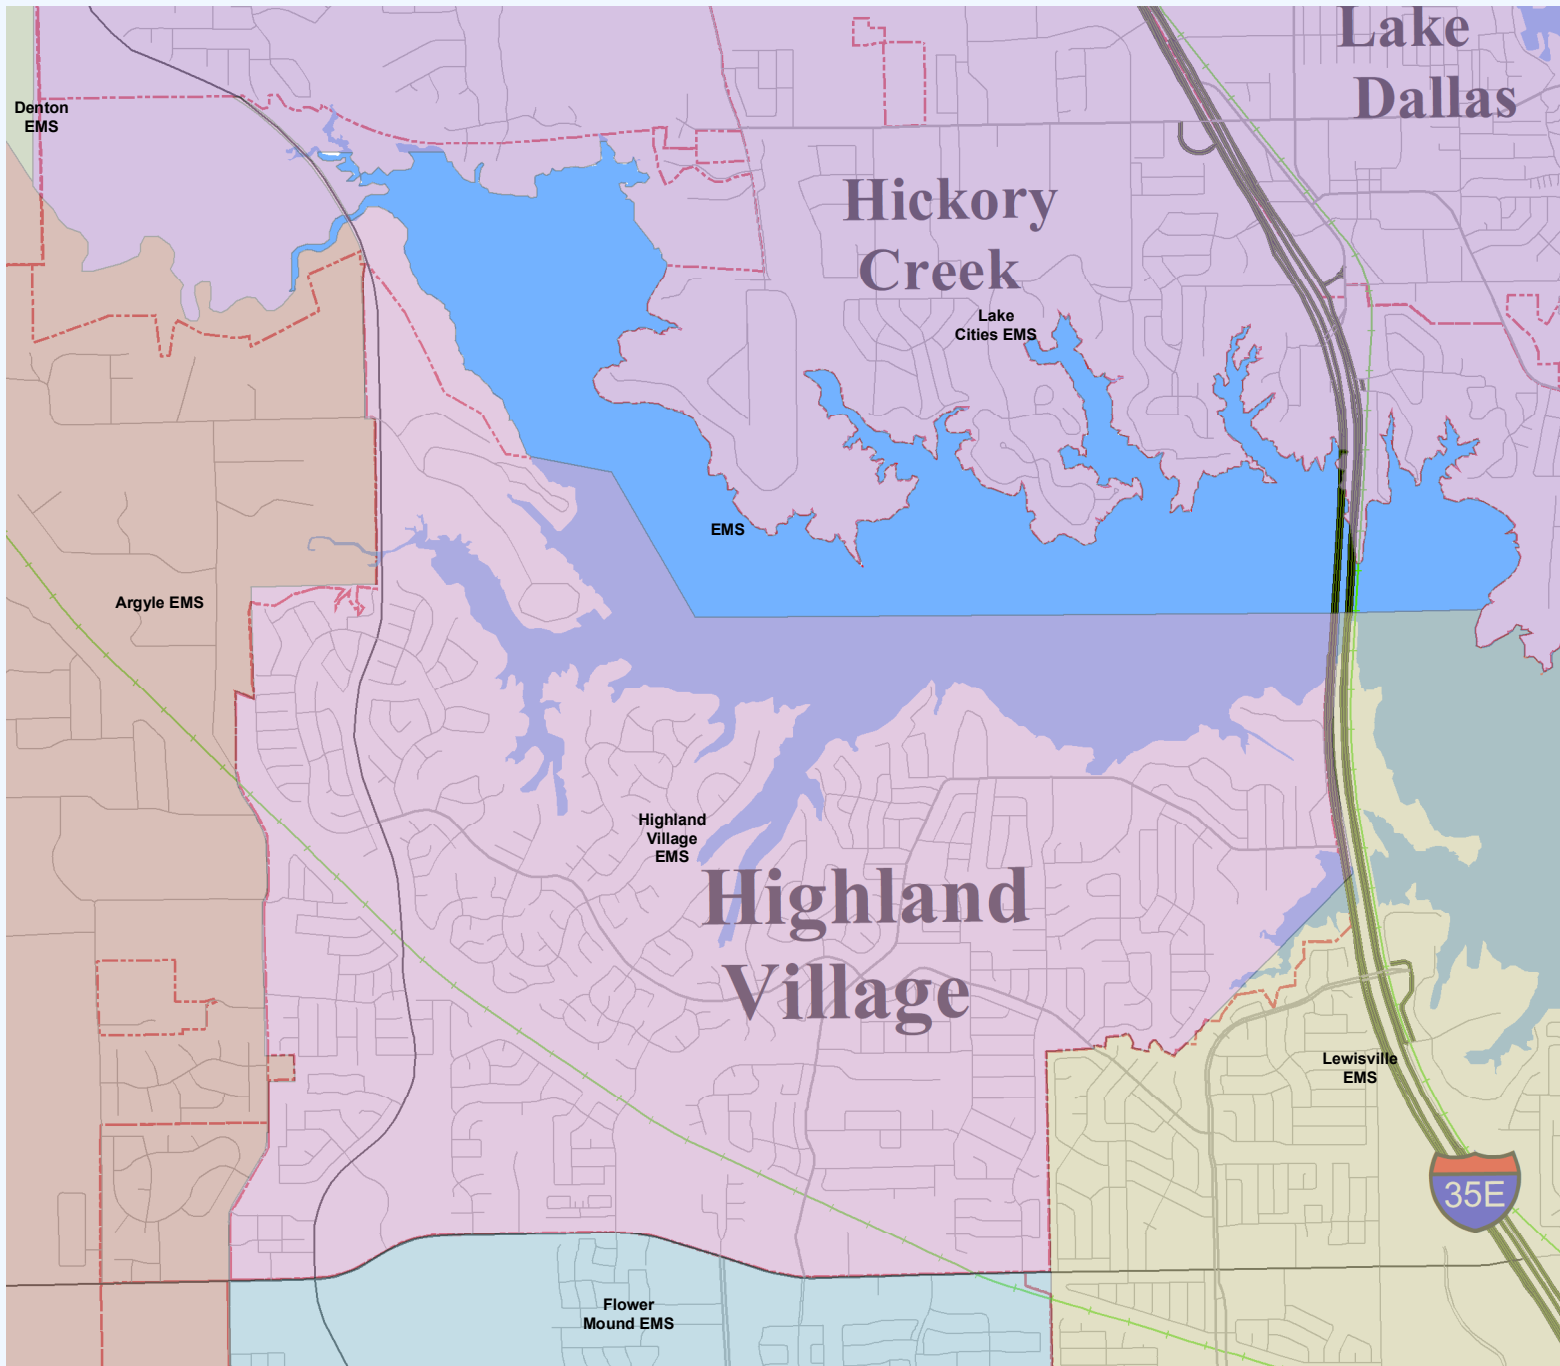 Lake
Dallas
Denton
EMS
Hickory
Creek
Lake
Cities EMS
EMS
Argyle EMS
Highland
Village
EMS
Highland
Village
Lewisville
EMS
35E
Flower
Mound EMS